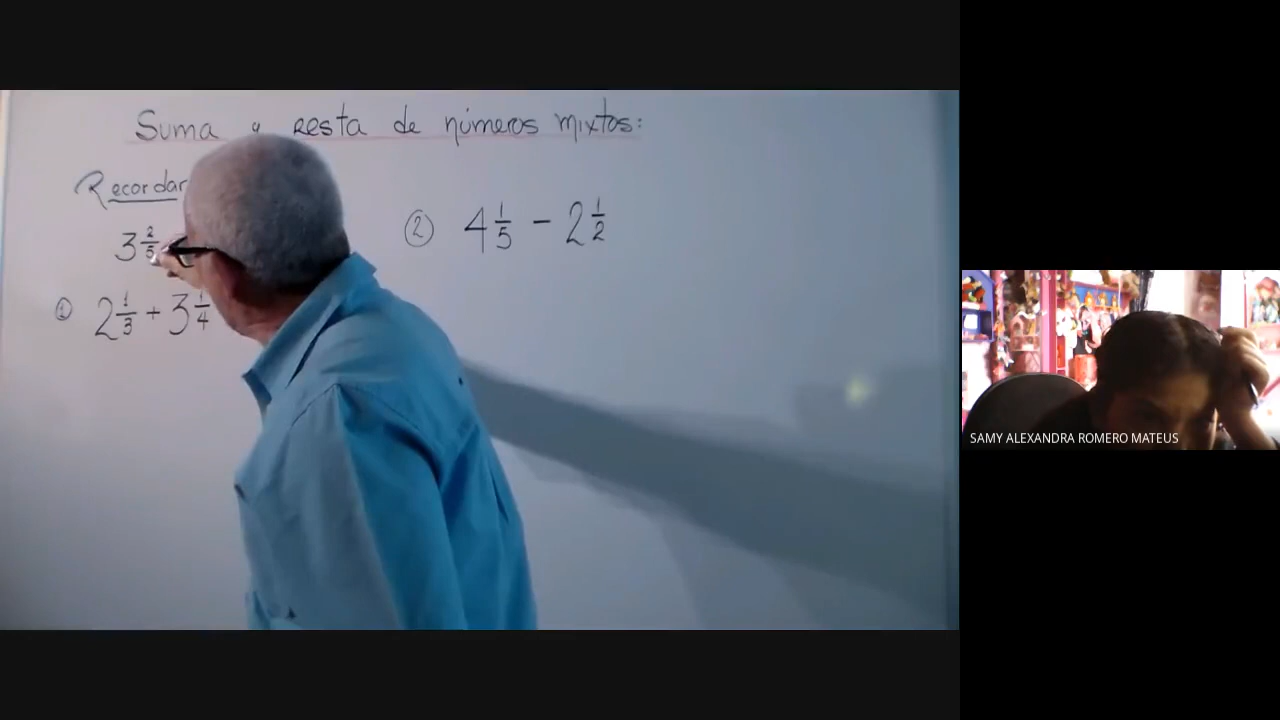 Suma y resta de números mixtos:
Recordar
3 2/5
① 2 1/3 + 3 1/4
② 4 1/5 - 2 1/2
SAMY ALEXANDRA ROMERO MATEUS